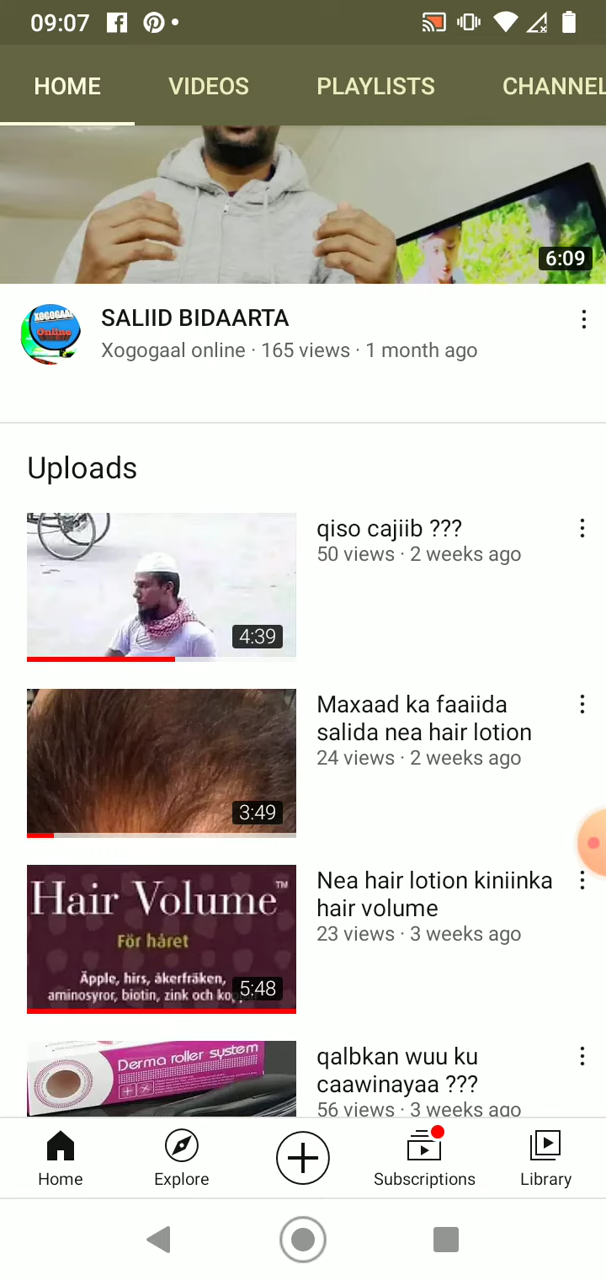 09:07
HOME VIDEOS PLAYLISTS CHANNEL
6:09
XOGOGAAL
Online
SALIID BIDAARTA
Xogogaal online · 165 views · 1 month ago
Uploads
4:39
qiso cajiib ???
50 views · 2 weeks ago
3:49
Maxaad ka faaiida
salida nea hair lotion
24 views · 2 weeks ago
Hair Volume™
För håret
Äpple, hirs, åkerfräken,
aminosyror, biotin, zink och
5:48
Nea hair lotion kiniinka
hair volume
23 views · 3 weeks ago
Derma roller system
qalbkan wuu ku
caawinayaa ???
56 views · 3 weeks ago
Home Explore Subscriptions Library